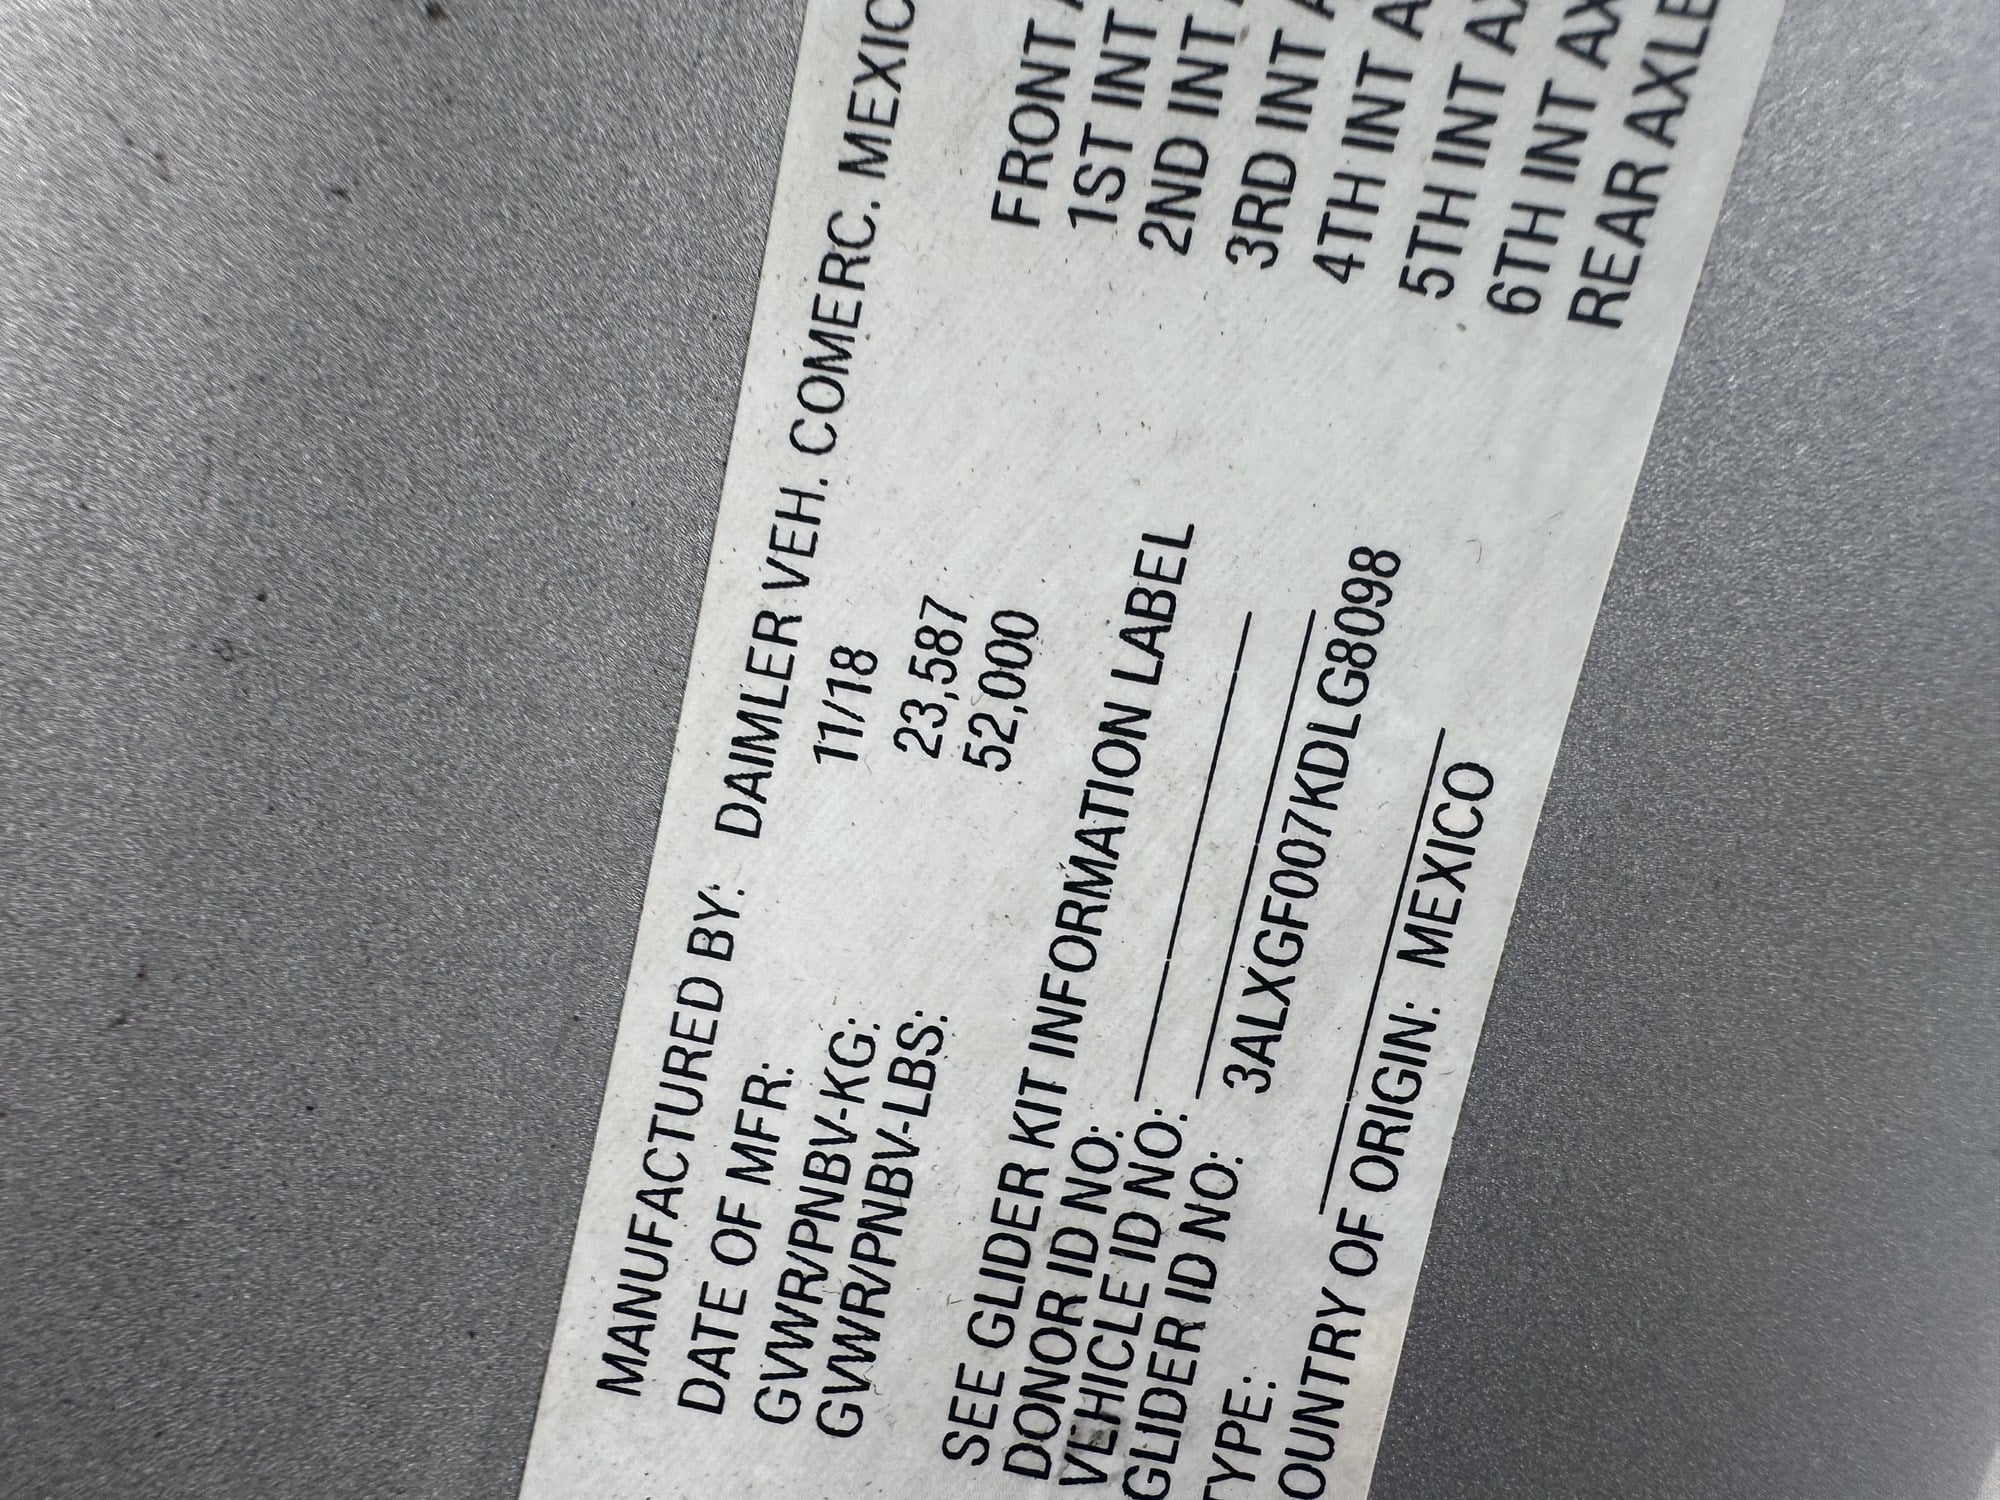 MANUFACTURED BY: DAIMLER VEH. COMERC. MEXICO
DATE OF MFR: 11/18
GVWR/PNBV-KG: 23,587
GVWR/PNBV-LBS: 52,000
SEE GLIDER KIT INFORMATION LABEL
DONOR ID NO:
VEHICLE ID NO:
GLIDER ID NO: 3ALXGF007KDLG8098
TYPE:
COUNTRY OF ORIGIN: MEXICO
FRONT
1ST INT
2ND INT
3RD INT
4TH INT
5TH INT
6TH INT
REAR AXLE